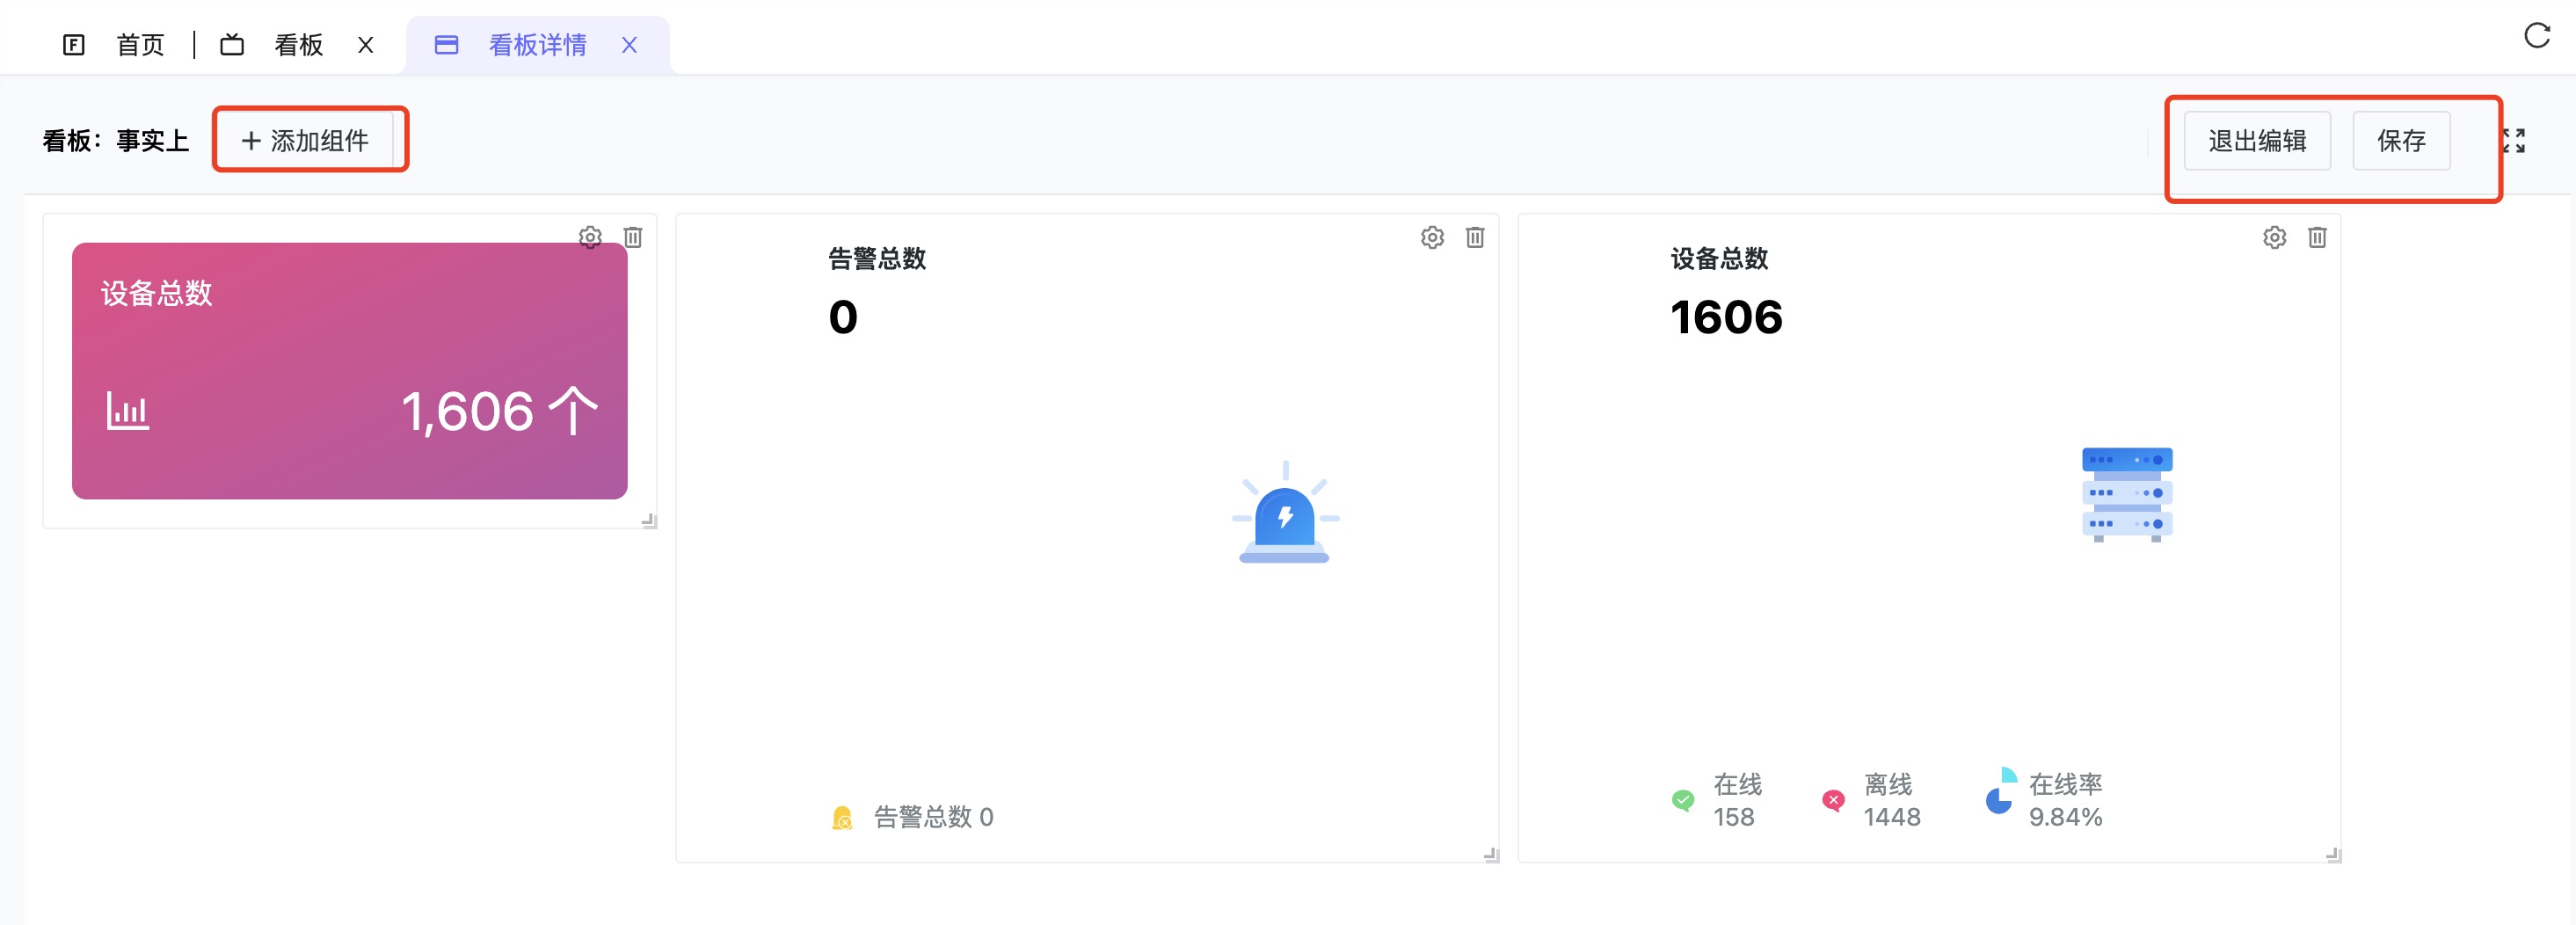 首页
看板 X
看板详情 X
看板：事实上
+ 添加组件
退出编辑
保存
设备总数
1,606 个
告警总数
0
告警总数 0
设备总数
1606
在线
158
离线
1448
在线率
9.84%